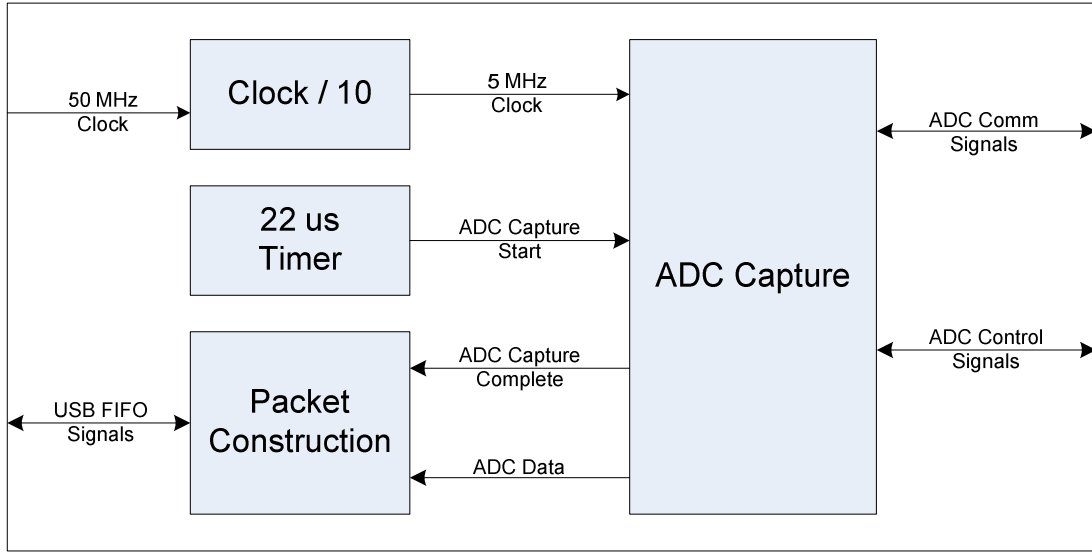 50 MHz
Clock
Clock / 10
5 MHz
Clock
22 us
Timer
ADC Capture
Start
ADC Capture
ADC Comm
Signals
ADC Control
Signals
ADC Capture
Complete
USB FIFO
Signals
Packet
Construction
ADC Data